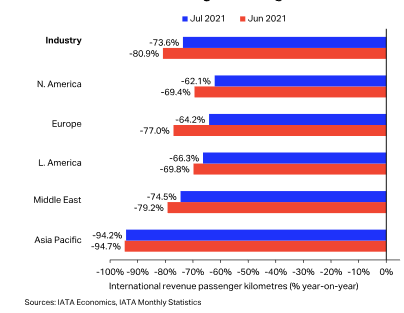 Jul 2021 Jun 2021
Industry
-73.6%
-80.9%
N. America
-62.1%
-69.4%
Europe
-64.2%
-77.0%
L. America
-66.3%
-69.8%
Middle East
-74.5%
-79.2%
Asia Pacific
-94.2%
-94.7%
-100% -90% -80% -70% -60% -50% -40% -30% -20% -10% 0%
International revenue passenger kilometres (% year-on-year)
Sources: IATA Economics, IATA Monthly Statistics